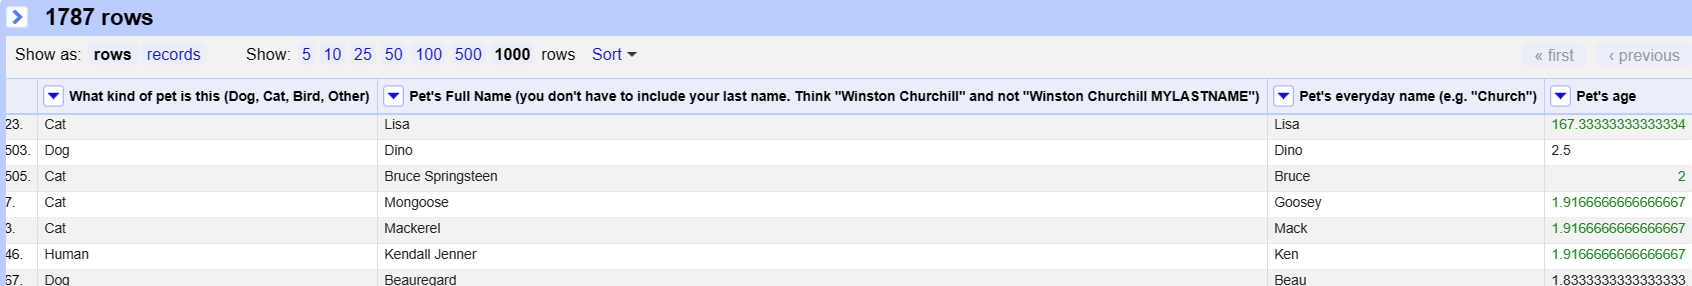 1787 rows
Show as: rows records Show: 5 10 25 50 100 500 1000 rows Sort « first ‹ previous
What kind of pet is this (Dog, Cat, Bird, Other) Pet's Full Name (you don't have to include your last name. Think "Winston Churchill" and not "Winston Churchill MYLASTNAME") Pet's everyday name (e.g. "Church") Pet's age
23. Cat Lisa Lisa 167.33333333333334
503. Dog Dino Dino 2.5
505. Cat Bruce Springsteen Bruce 2
7. Cat Mongoose Goosey 1.9166666666666667
3. Cat Mackerel Mack 1.9166666666666667
46. Human Kendall Jenner Ken 1.9166666666666667
67. Dog Beauregard Beau 1.8333333333333333